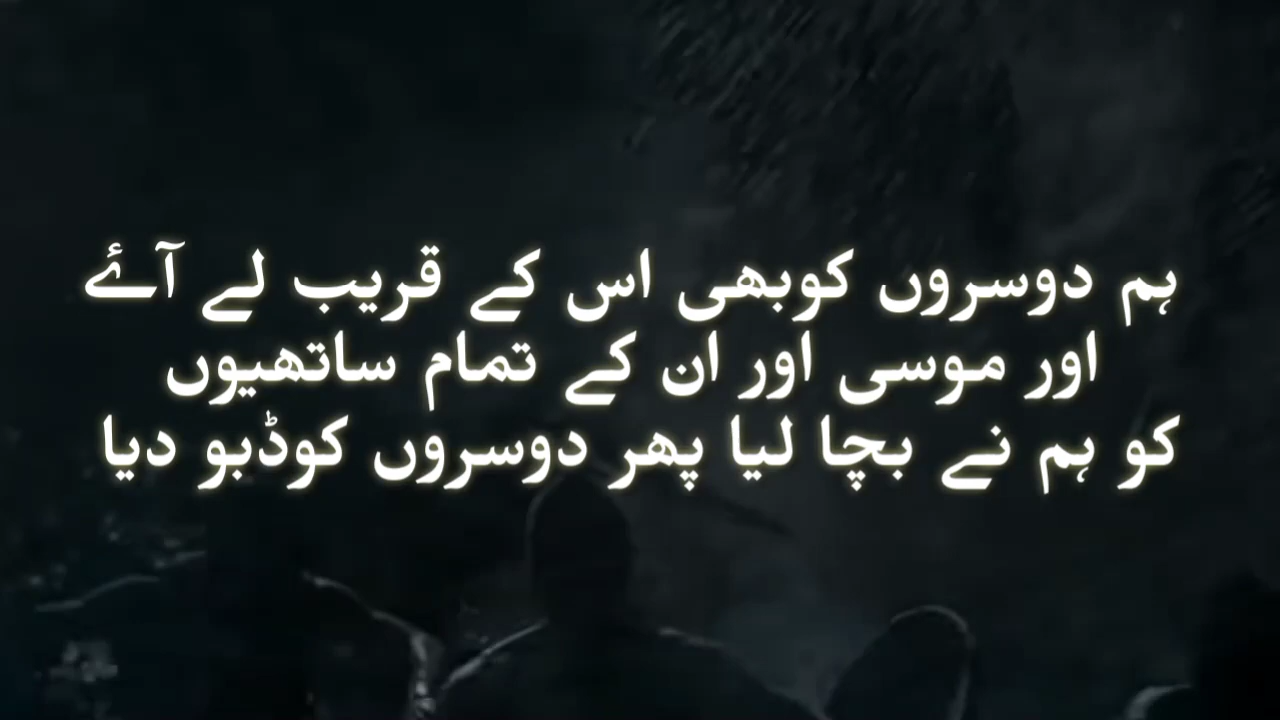 ہم دوسروں کوبھی اس کے قریب لے آۓ
اور موسی اور ان کے تمام ساتھیوں
کو ہم نے بچا لیا پھر دوسروں کوڈبو دیا